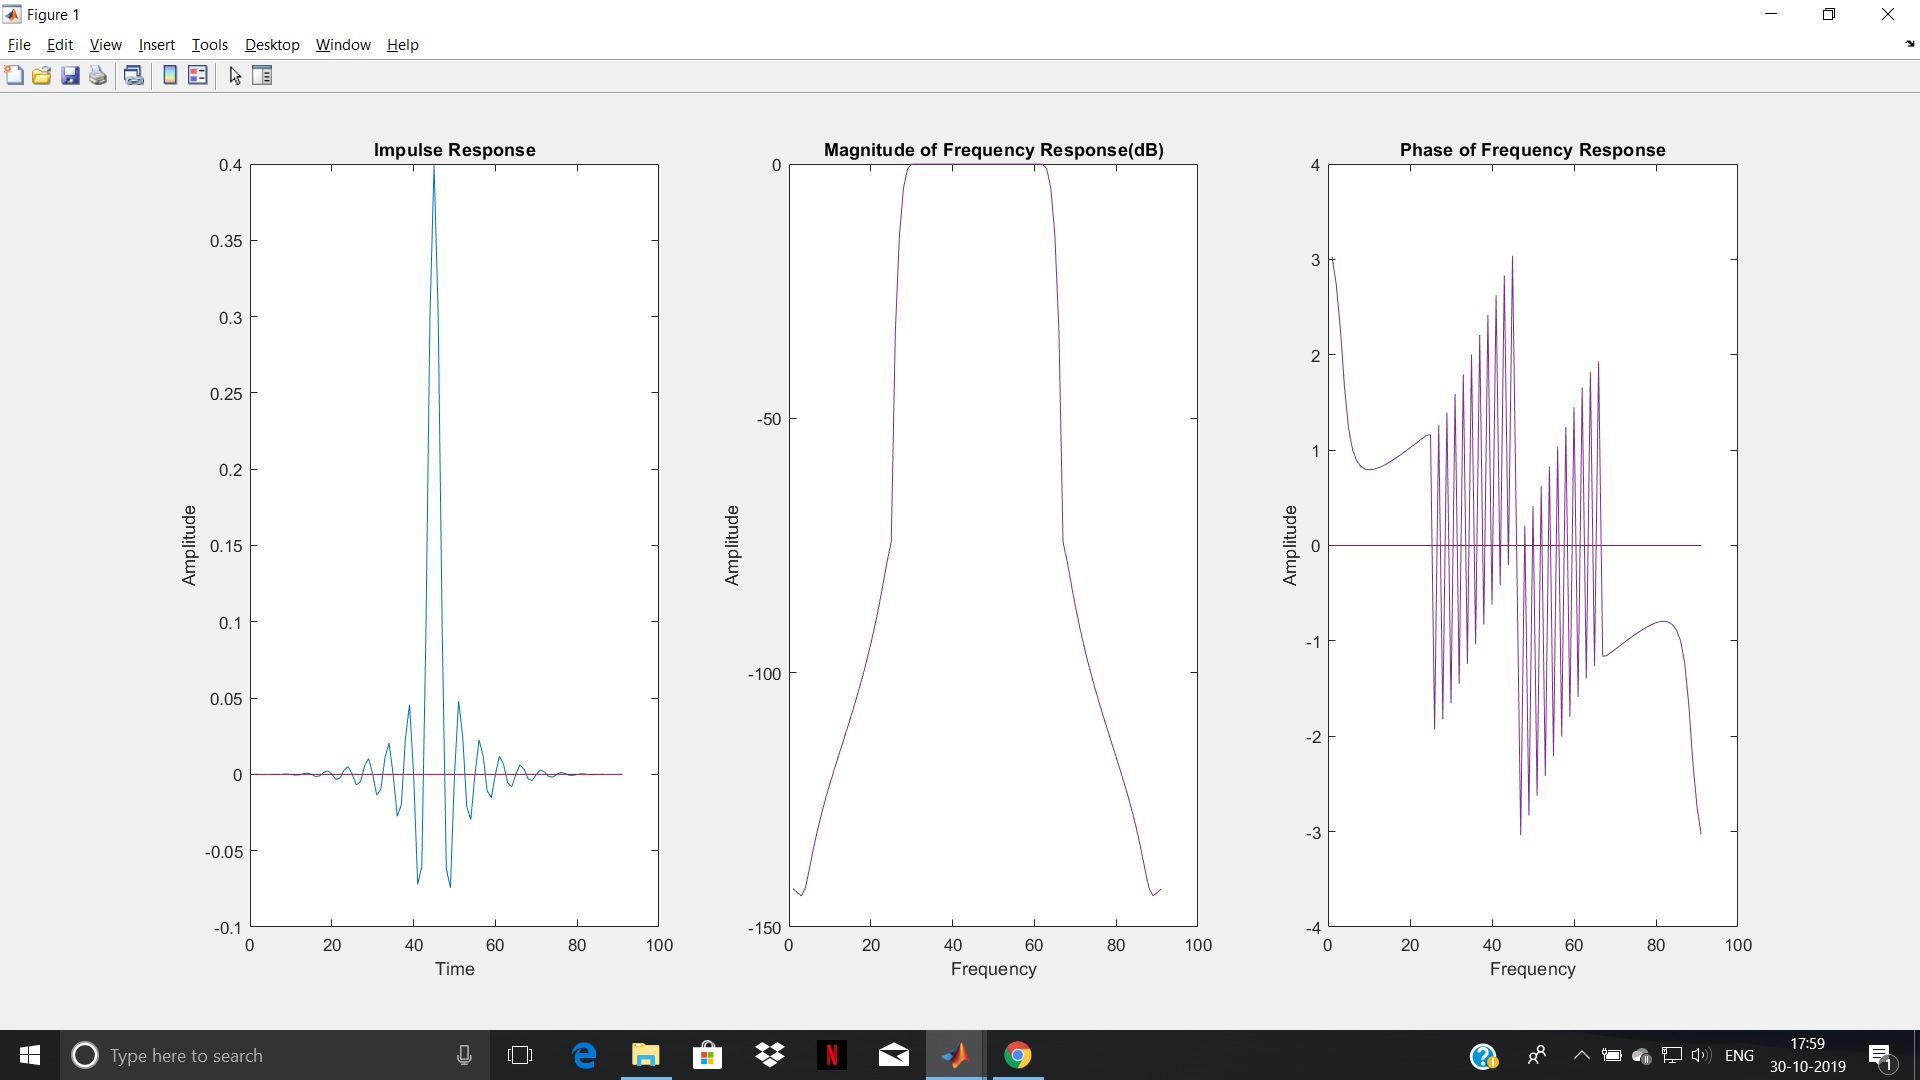 Figure 1
File Edit View Insert Tools Desktop Window Help
Impulse Response
0.4
0.35
0.3
0.25
0.2
0.15
0.1
0.05
0
-0.05
-0.1
Amplitude
0 20 40 60 80 100
Time
Magnitude of Frequency Response(dB)
0
-50
-100
-150
Amplitude
0 20 40 60 80 100
Frequency
Phase of Frequency Response
4
3
2
1
0
-1
-2
-3
-4
Amplitude
0 20 40 60 80 100
Frequency
Type here to search
N
ENG
17:59
30-10-2019
1